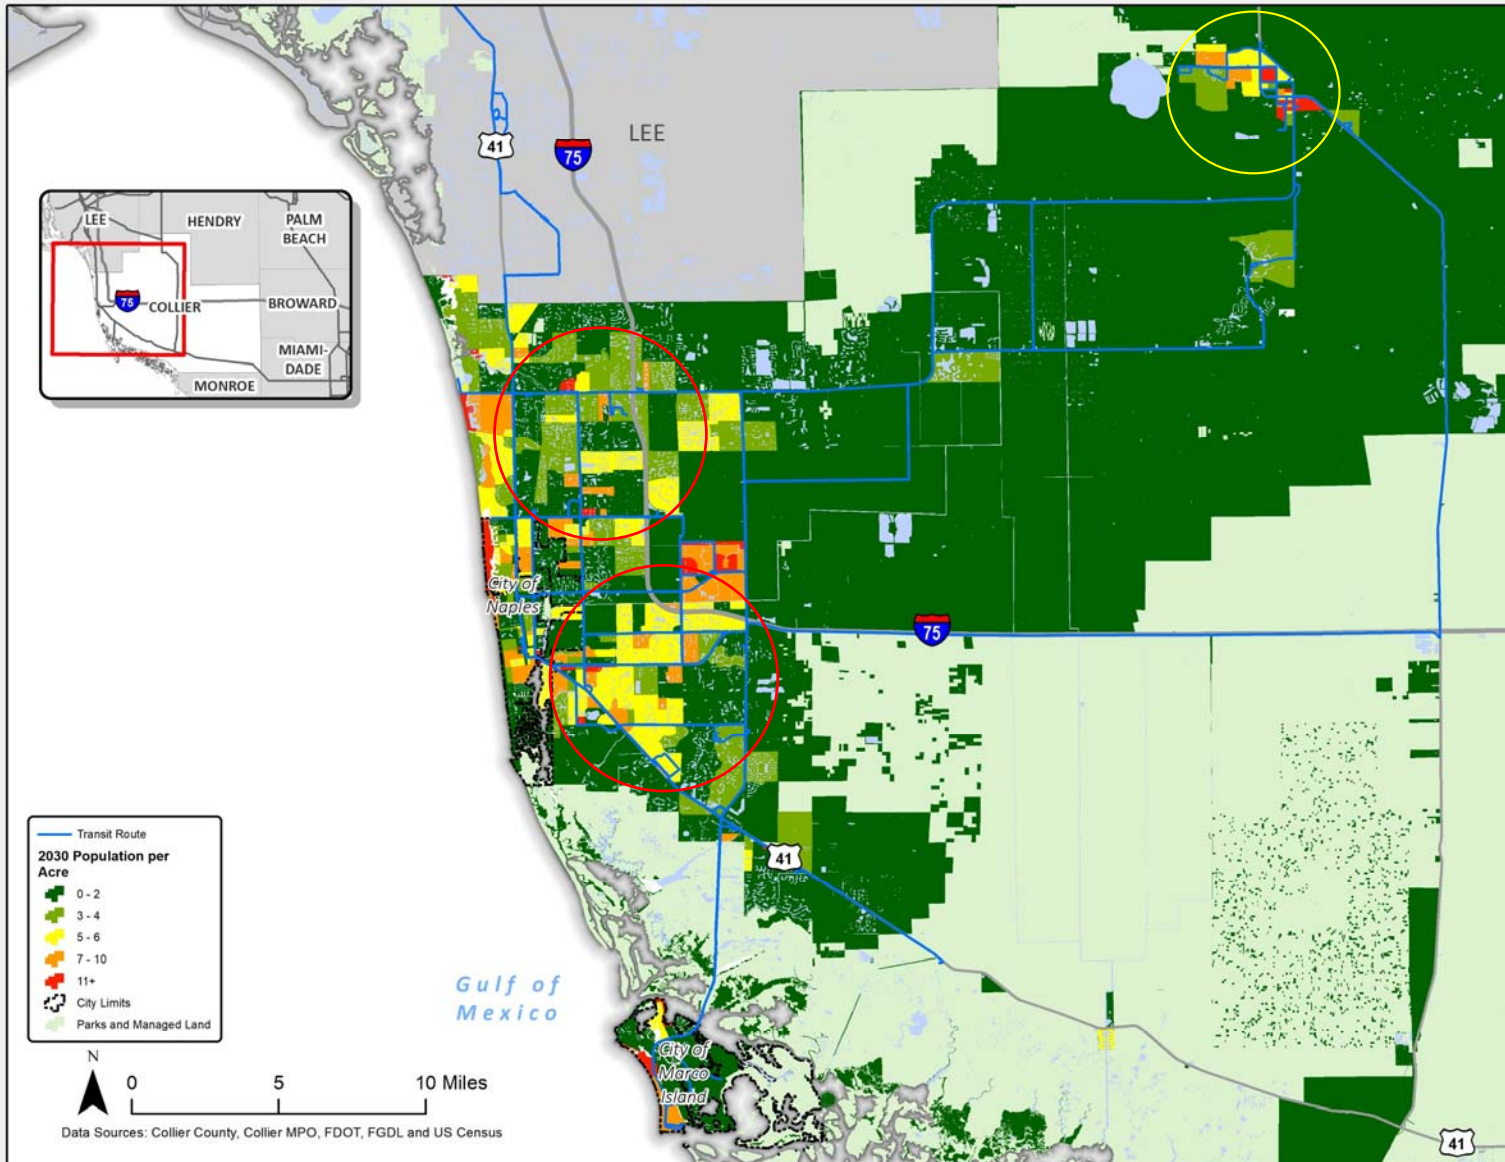 41
75
LEE
LEE
HENDRY
PALM
BEACH
75
COLLIER
BROWARD
MIAMI-
DADE
MONROE
City of
Naples
75
Transit Route
2030 Population per
Acre
0 - 2
3 - 4
5 - 6
7 - 10
11+
City Limits
Parks and Managed Land
41
Gulf of
Mexico
City of
Marco
Island
N
0 5 10 Miles
Data Sources: Collier County, Collier MPO, FDOT, FGDL and US Census
41